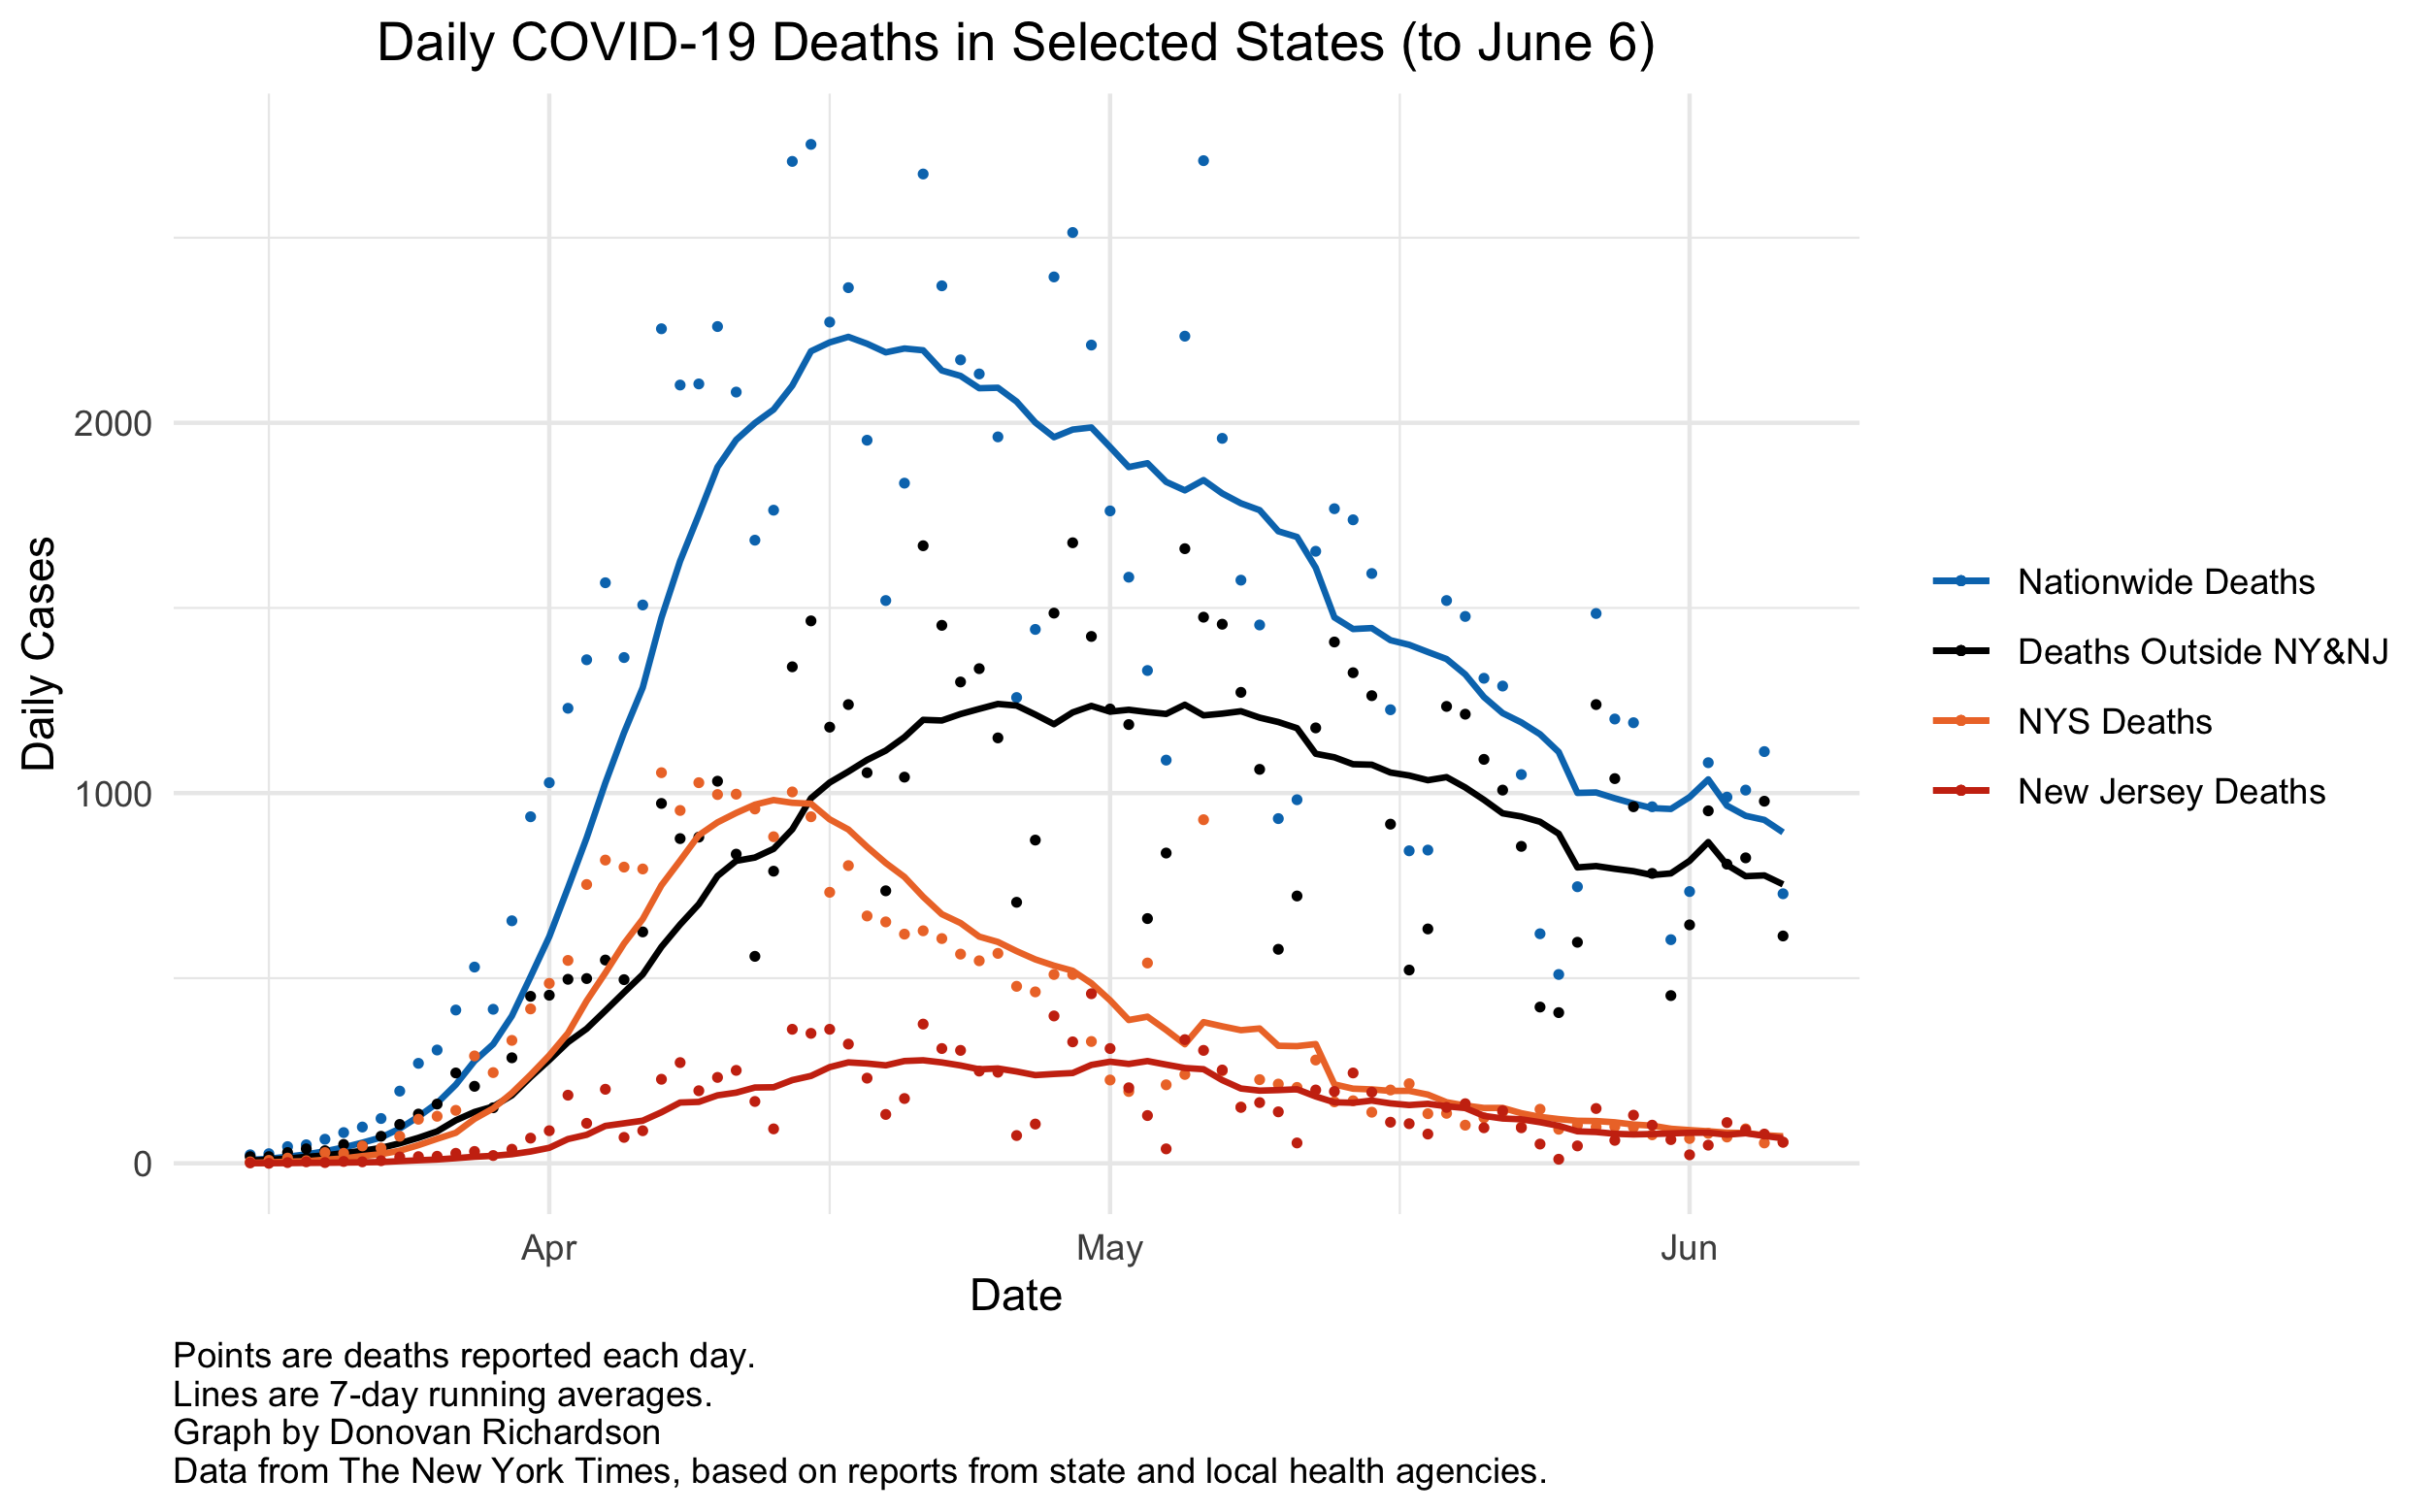 Daily COVID-19 Deaths in Selected States (to June 6)
Daily Cases
2000
1000
0
Apr
May
Jun
Date
Nationwide Deaths
Deaths Outside NY&NJ
NYS Deaths
New Jersey Deaths
Points are deaths reported each day.
Lines are 7-day running averages.
Graph by Donovan Richardson
Data from The New York Times, based on reports from state and local health agencies.